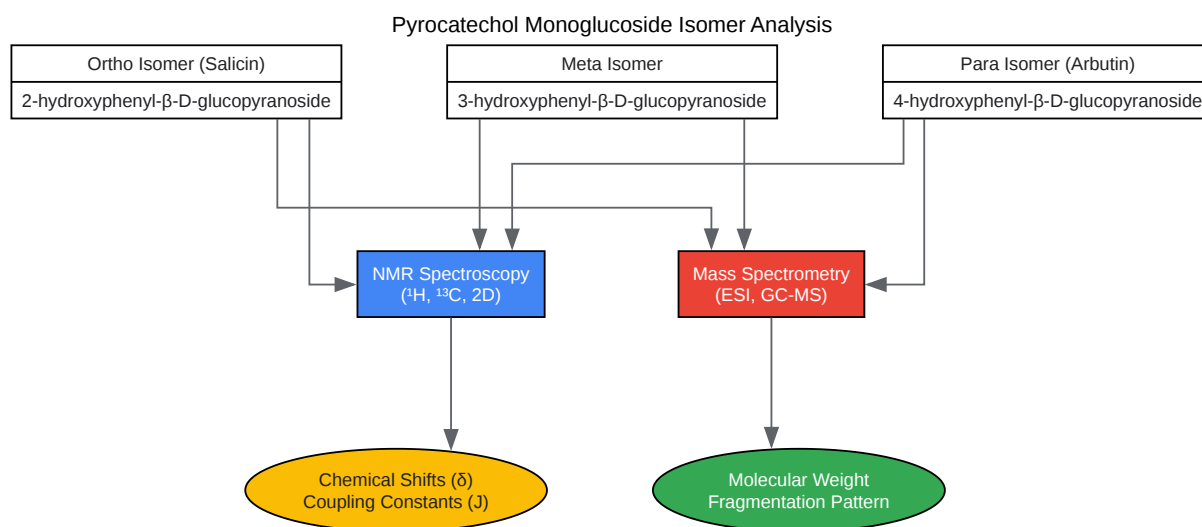 Pyrocatechol Monoglucoside Isomer Analysis
Ortho Isomer (Salicin)
2-hydroxyphenyl-β-D-glucopyranoside
Meta Isomer
3-hydroxyphenyl-β-D-glucopyranoside
Para Isomer (Arbutin)
4-hydroxyphenyl-β-D-glucopyranoside
NMR Spectroscopy
(¹H, ¹³C, 2D)
Mass Spectrometry
(ESI, GC-MS)
Chemical Shifts (δ)
Coupling Constants (J)
Molecular Weight
Fragmentation Pattern